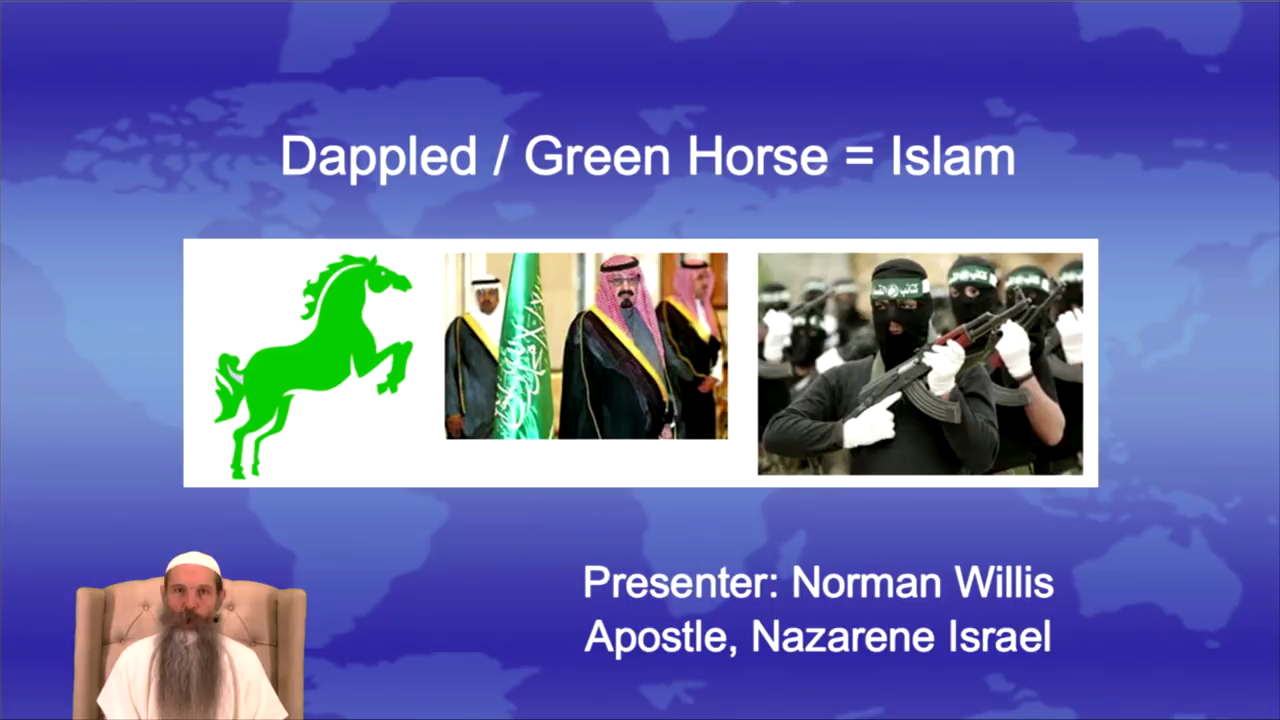 Dappled / Green Horse = Islam
Presenter: Norman Willis
Apostle, Nazarene Israel